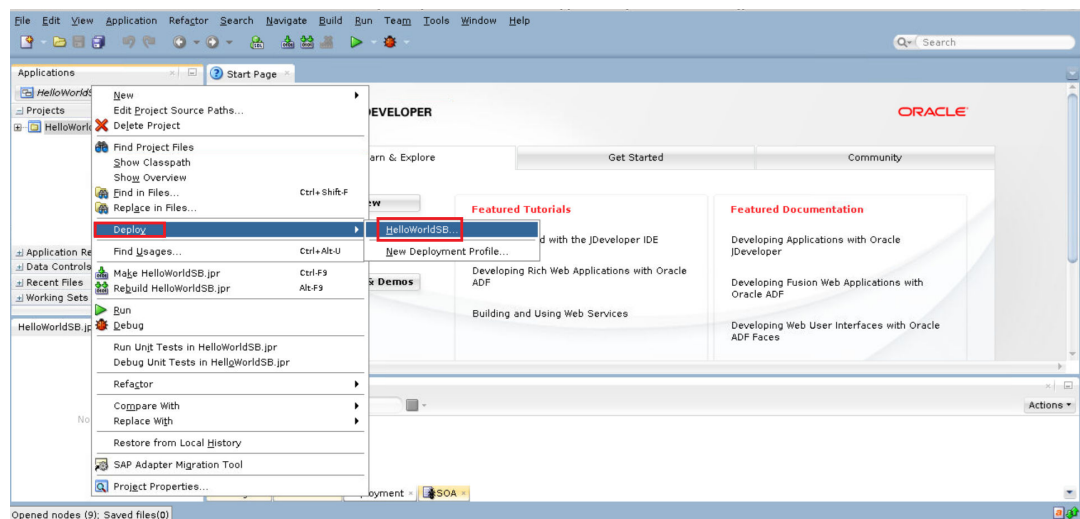 File Edit View Application Refactor Search Navigate Build Run Team Tools Window Help
Search
Applications
Start Page
HelloWorldS
Projects
HelloWorl
New
Edit Project Source Paths...
Delete Project
Find Project Files
Show Classpath
Show Overview
Find in Files... Ctrl+Shift-F
Replace in Files...
Deploy
HelloWorldSB...
New Deployment Profile...
Find Usages... Ctrl+Alt-U
Make HelloWorldSB.jpr Ctrl-F9
Rebuild HelloWorldSB.jpr Alt-F9
Run
Debug
Run Unit Tests in HelloWorldSB.jpr
Debug Unit Tests in HelloWorldSB.jpr
Refactor
Compare With
Replace With
Restore from Local History
SAP Adapter Migration Tool
Project Properties...
Application Re
Data Controls
Recent Files
Working Sets
HelloWorldSB.jp
No
DEVELOPER
ORACLE
arn & Explore
Get Started
Community
ew
Featured Tutorials
d with the JDeveloper IDE
Developing Rich Web Applications with Oracle
ADF
& Demos
Building and Using Web Services
Featured Documentation
Developing Applications with Oracle
JDeveloper
Developing Fusion Web Applications with
Oracle ADF
Developing Web User Interfaces with Oracle
ADF Faces
Actions
oyment
SOA
Opened nodes (9); Saved files(0)